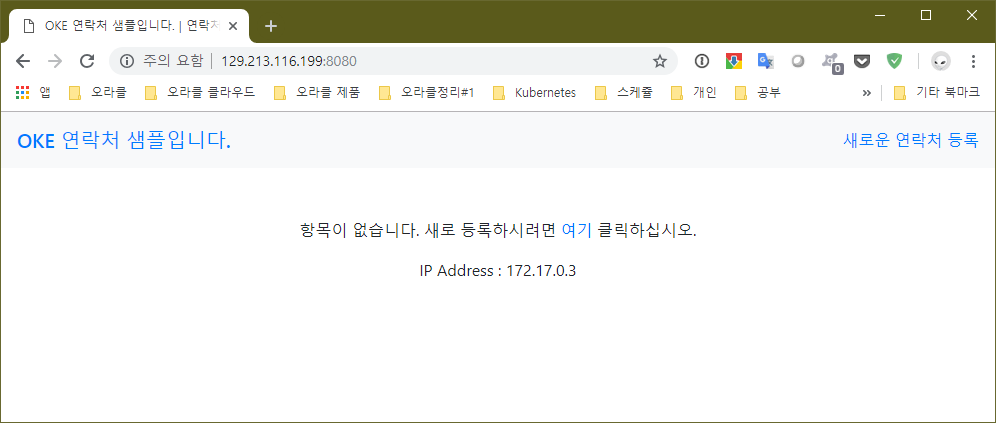 OKE 연락처 샘플입니다. | 연락처
주의 요함 | 129.213.116.199:8080
0
앱 오라클 오라클 클라우드 오라클 제품 오라클정리#1 Kubernetes 스케쥴 개인 공부 » 기타 북마크
OKE 연락처 샘플입니다. 새로운 연락처 등록
항목이 없습니다. 새로 등록하시려면 여기 클릭하십시오.
IP Address : 172.17.0.3